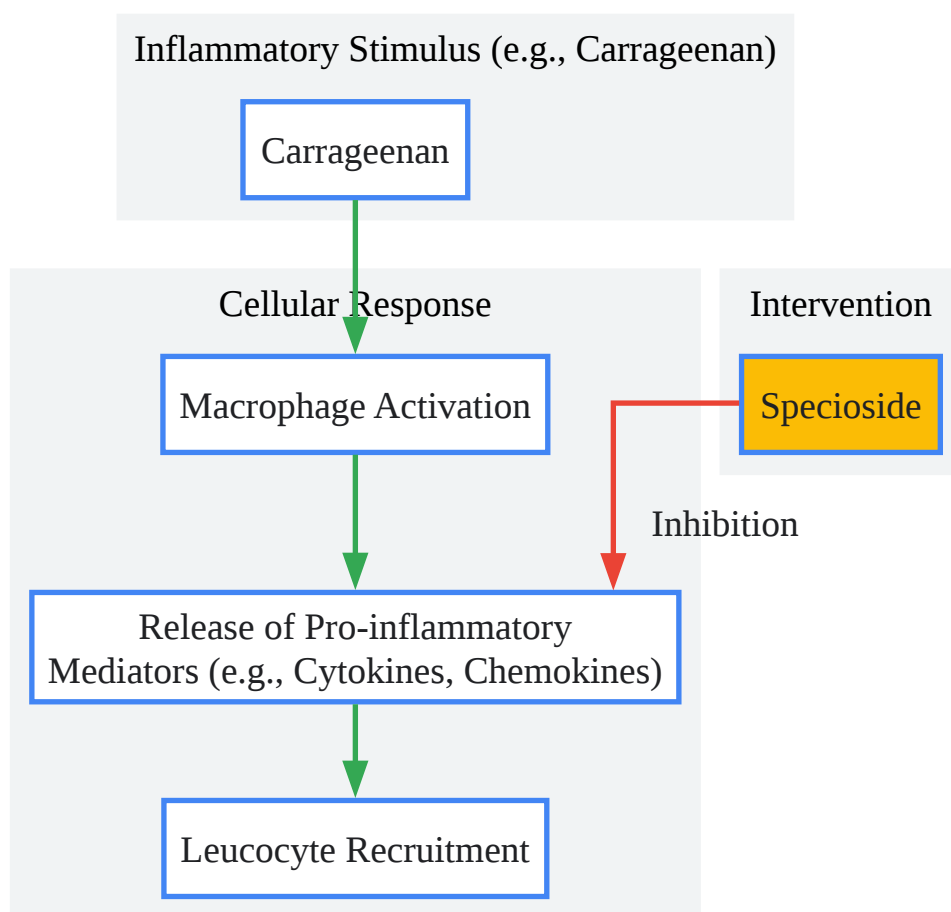 Inflammatory Stimulus (e.g., Carrageenan)
Carrageenan
Cellular Response
Intervention
Macrophage Activation
Specioside
Inhibition
Release of Pro-inflammatory
Mediators (e.g., Cytokines, Chemokines)
Leucocyte Recruitment